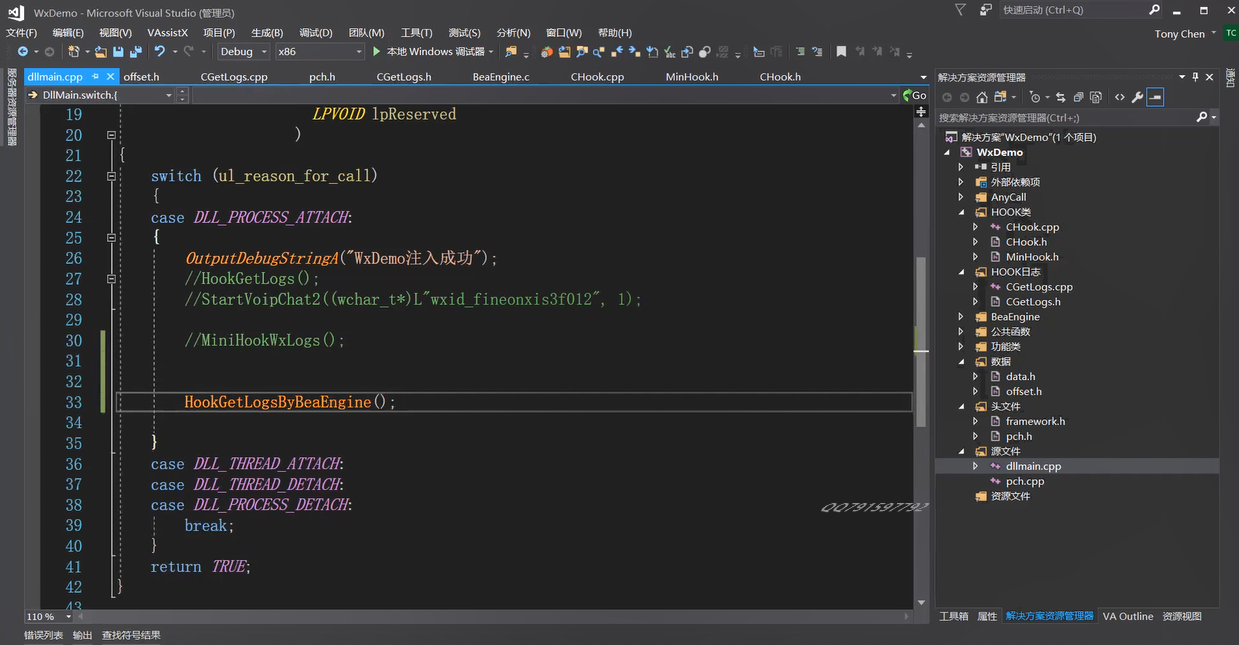 WxDemo - Microsoft Visual Studio (管理员)
快速启动 (Ctrl+Q)
文件(F) 编辑(E) 视图(V) VAssistX 项目(P) 生成(B) 调试(D) 团队(M) 工具(T) 测试(S) 分析(N) 窗口(W) 帮助(H)
Tony Chen TC
Debug x86 本地 Windows 调试器
dllmain.cpp offset.h CGetLogs.cpp pch.h CGetLogs.h BeaEngine.c CHook.cpp MinHook.h CHook.h
DllMain.switch.{ Go
19 LPVOID lpReserved
20 )
21 {
22 switch (ul_reason_for_call)
23 {
24 case DLL_PROCESS_ATTACH:
25 {
26 OutputDebugStringA("WxDemo注入成功");
27 //HookGetLogs();
28 //StartVoipChat2((wchar_t*)L"wxid_fineonxis3f012", 1);
29
30 //MiniHookWxLogs();
31
32
33 HookGetLogsByBeaEngine();
34
35 }
36 case DLL_THREAD_ATTACH:
37 case DLL_THREAD_DETACH:
38 case DLL_PROCESS_DETACH:
39 break;
40 }
41 return TRUE;
42 }
43
110 %
错误列表 输出 查找符号结果
服务器资源管理器
QQ791597792
解决方案资源管理器
搜索解决方案资源管理器(Ctrl+;)
解决方案"WxDemo"(1 个项目)
WxDemo
引用
外部依赖项
AnyCall
HOOK类
CHook.cpp
CHook.h
MinHook.h
HOOK日志
CGetLogs.cpp
CGetLogs.h
BeaEngine
公共函数
功能类
数据
data.h
offset.h
头文件
framework.h
pch.h
源文件
dllmain.cpp
pch.cpp
资源文件
工具箱 属性 解决方案资源管理器 VA Outline 资源视图
通知